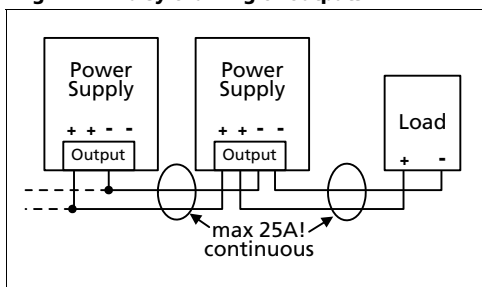 Power
Supply
+ + - -
Output
Power
Supply
+ + - -
Output
Load
+ -
max 25A!
continuous